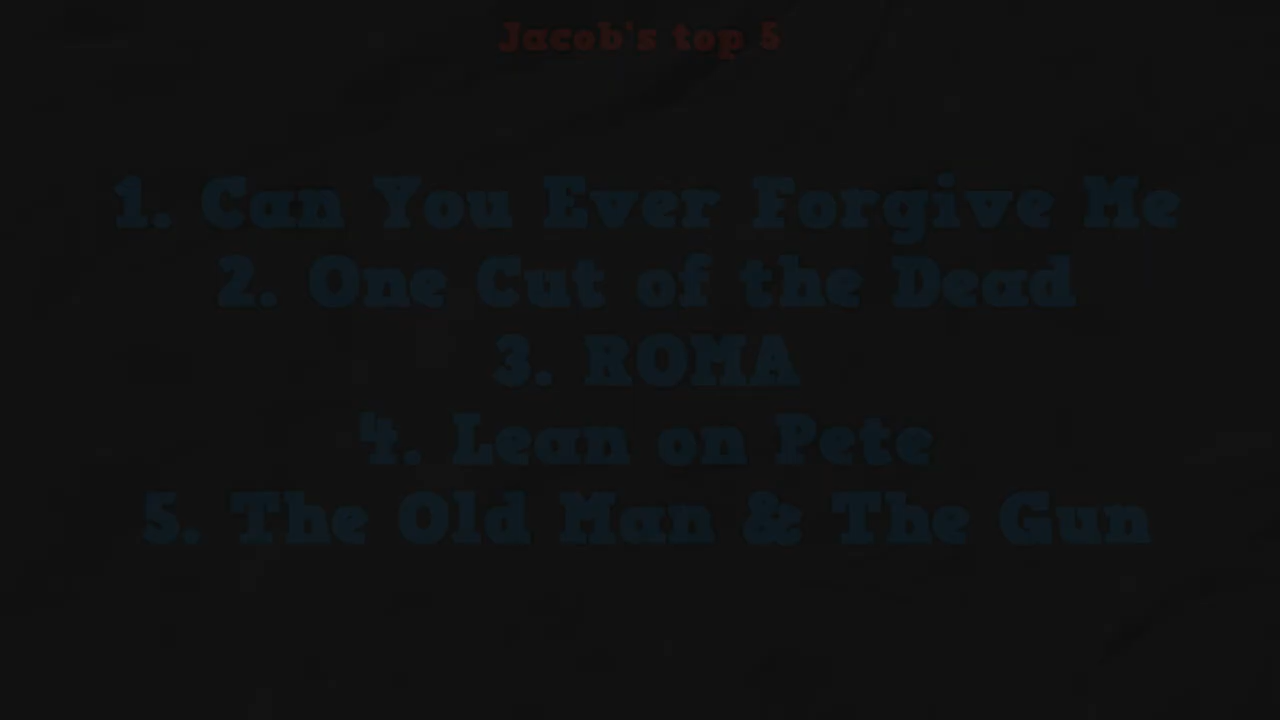 Jacob's top 5
1. Can You Ever Forgive Me
2. One Cut of the Dead
3. ROMA
4. Lean on Pete
5. The Old Man & The Gun